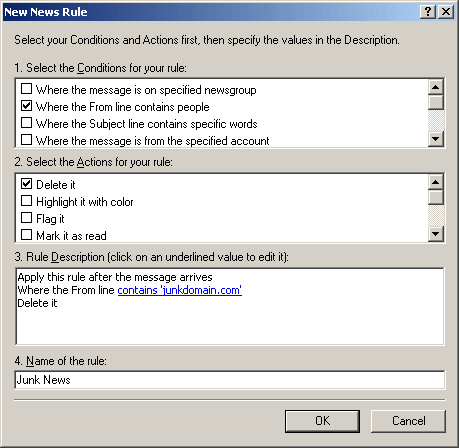 New News Rule
Select your Conditions and Actions first, then specify the values in the Description.
1. Select the Conditions for your rule:
Where the message is on specified newsgroup
Where the From line contains people
Where the Subject line contains specific words
Where the message is from the specified account
2. Select the Actions for your rule:
Delete it
Highlight it with color
Flag it
Mark it as read
3. Rule Description (click on an underlined value to edit it):
Apply this rule after the message arrives
Where the From line contains 'junkdomain.com'
Delete it
4. Name of the rule:
Junk News
OK Cancel